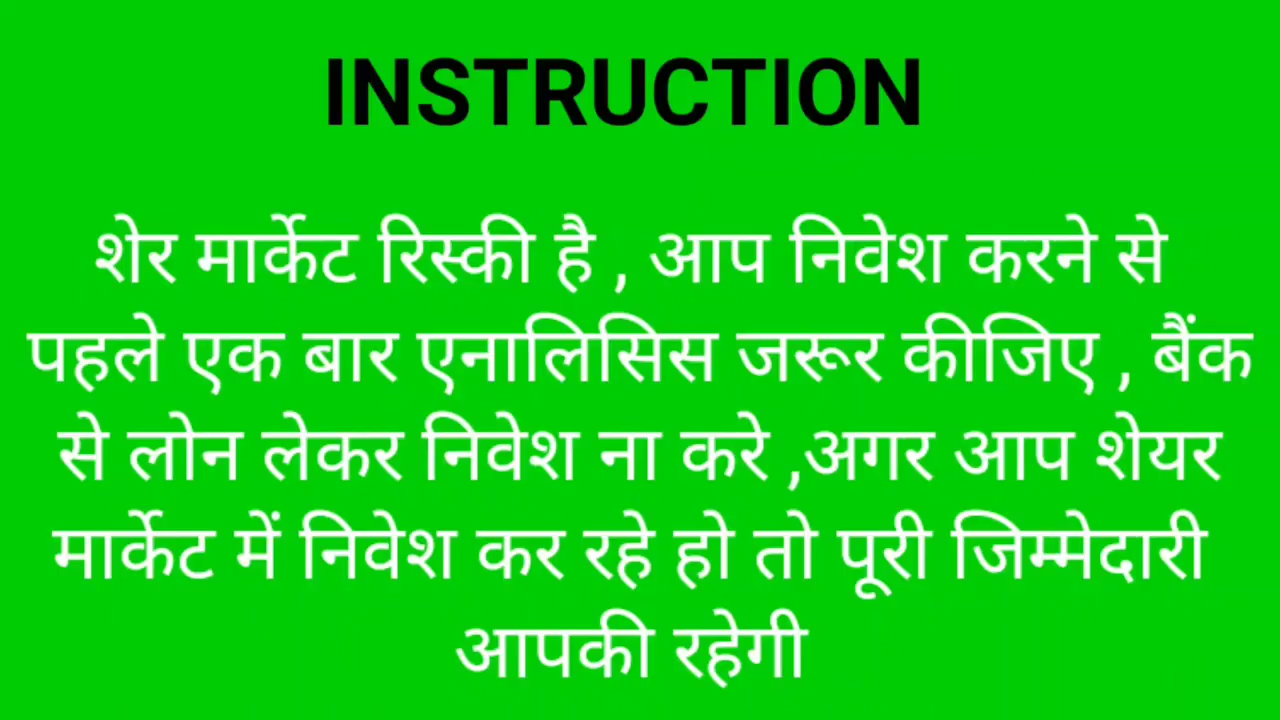 INSTRUCTION
शेर मार्केट रिस्की है , आप निवेश करने से
पहले एक बार एनालिसिस जरूर कीजिए , बैंक
से लोन लेकर निवेश ना करे ,अगर आप शेयर
मार्केट में निवेश कर रहे हो तो पूरी जिम्मेदारी
आपकी रहेगी